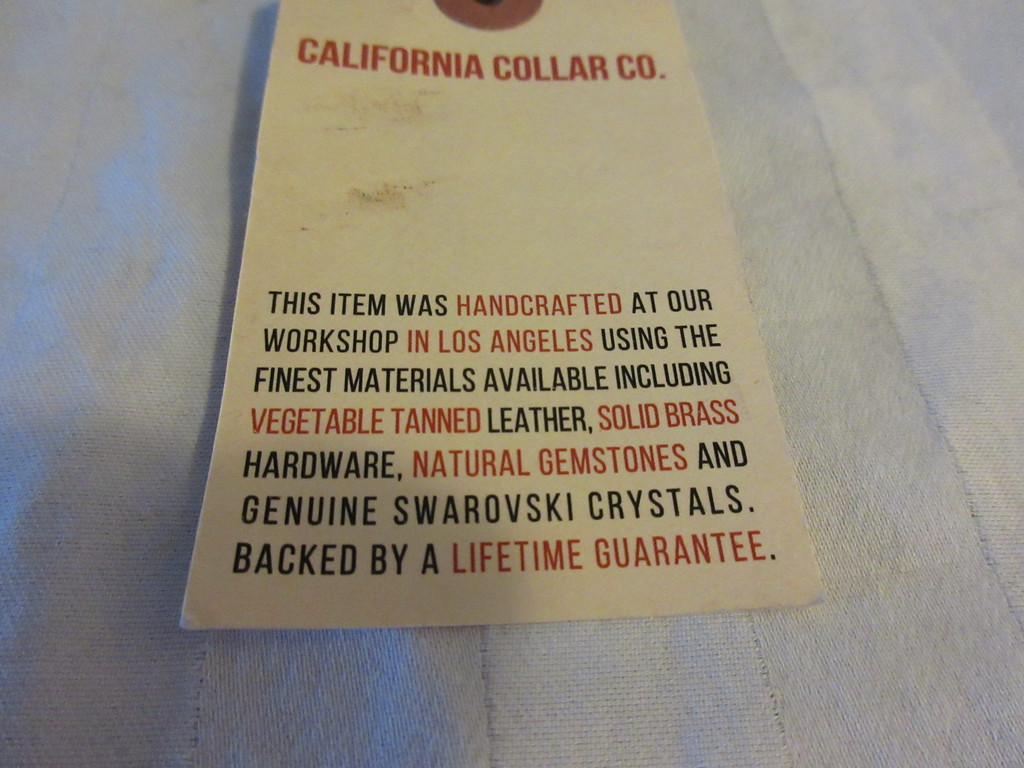 CALIFORNIA COLLAR CO.
THIS ITEM WAS HANDCRAFTED AT OUR
WORKSHOP IN LOS ANGELES USING THE
FINEST MATERIALS AVAILABLE INCLUDING
VEGETABLE TANNED LEATHER, SOLID BRASS
HARDWARE, NATURAL GEMSTONES AND
GENUINE SWAROVSKI CRYSTALS.
BACKED BY A LIFETIME GUARANTEE.